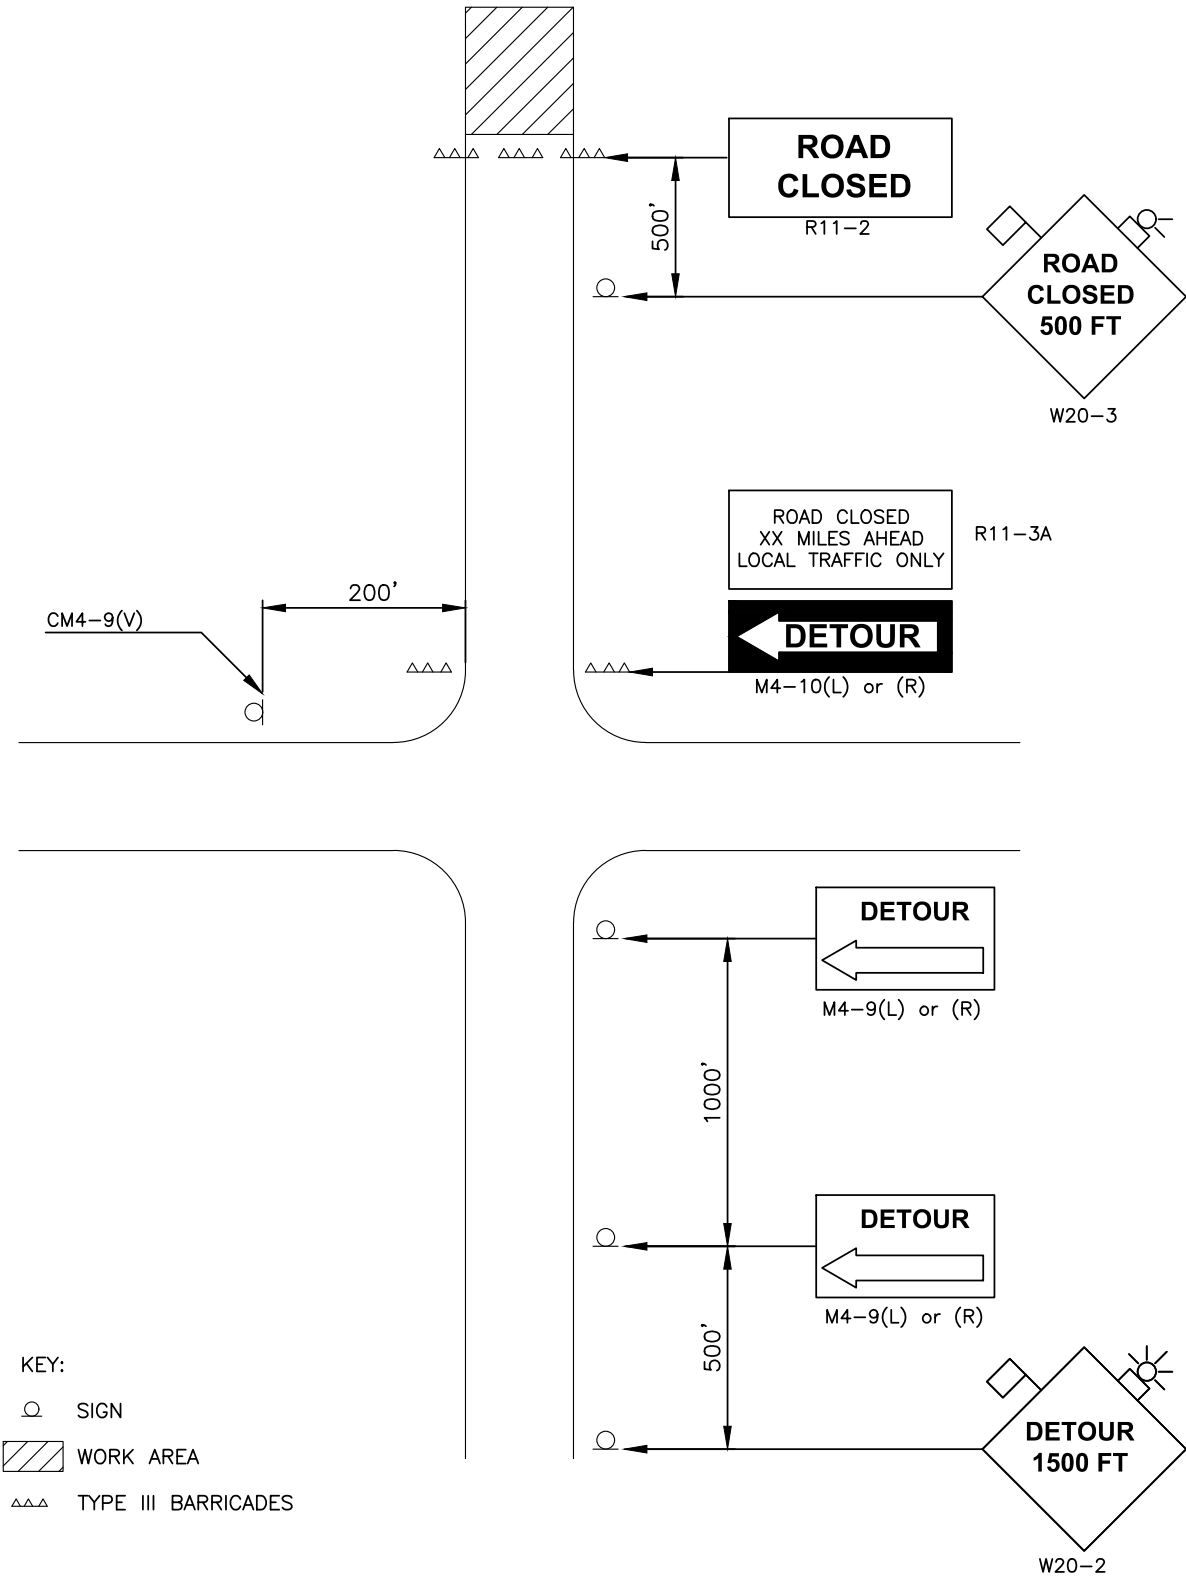 ROAD
CLOSED
R11-2
500'
ROAD
CLOSED
500 FT
W20-3
ROAD CLOSED
XX MILES AHEAD
LOCAL TRAFFIC ONLY
R11-3A
200'
CM4-9(V)
DETOUR
M4-10(L) or (R)
DETOUR
M4-9(L) or (R)
1000'
DETOUR
M4-9(L) or (R)
500'
DETOUR
1500 FT
W20-2
KEY:
SIGN
WORK AREA
TYPE III BARRICADES